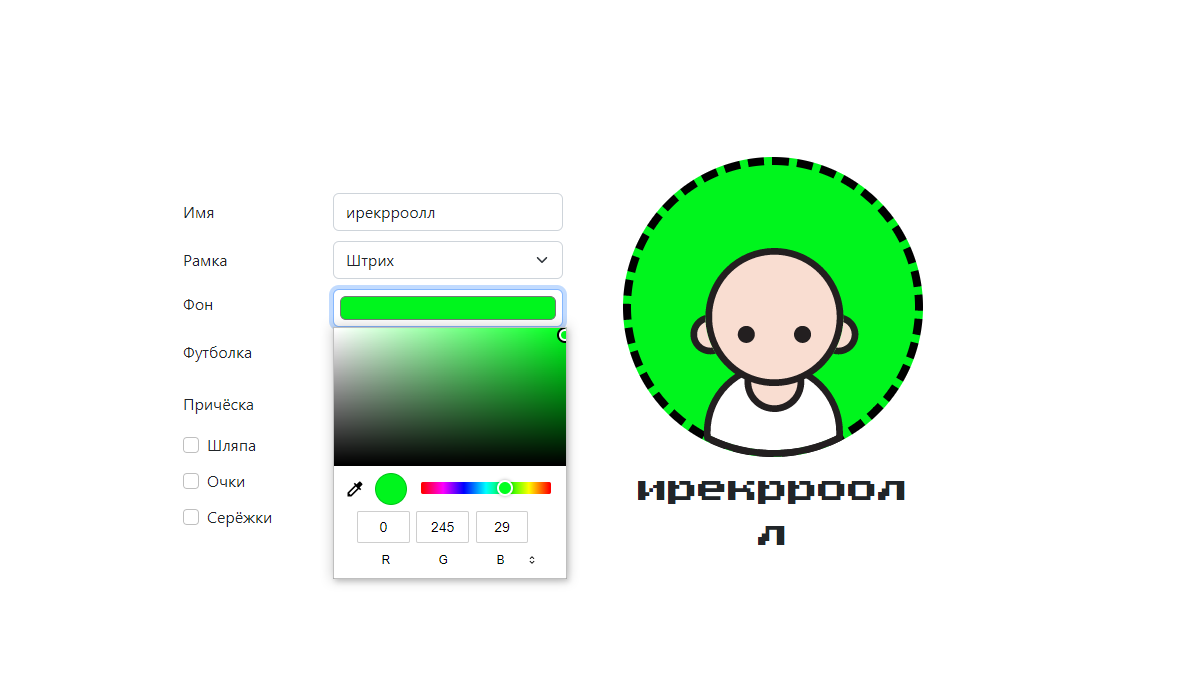 Имя
ирекрроолл
Рамка
Штрих
Фон
Футболка
Причёска
Шляпа
Очки
Серёжки
0 245 29
R G B
ирекрроол
л